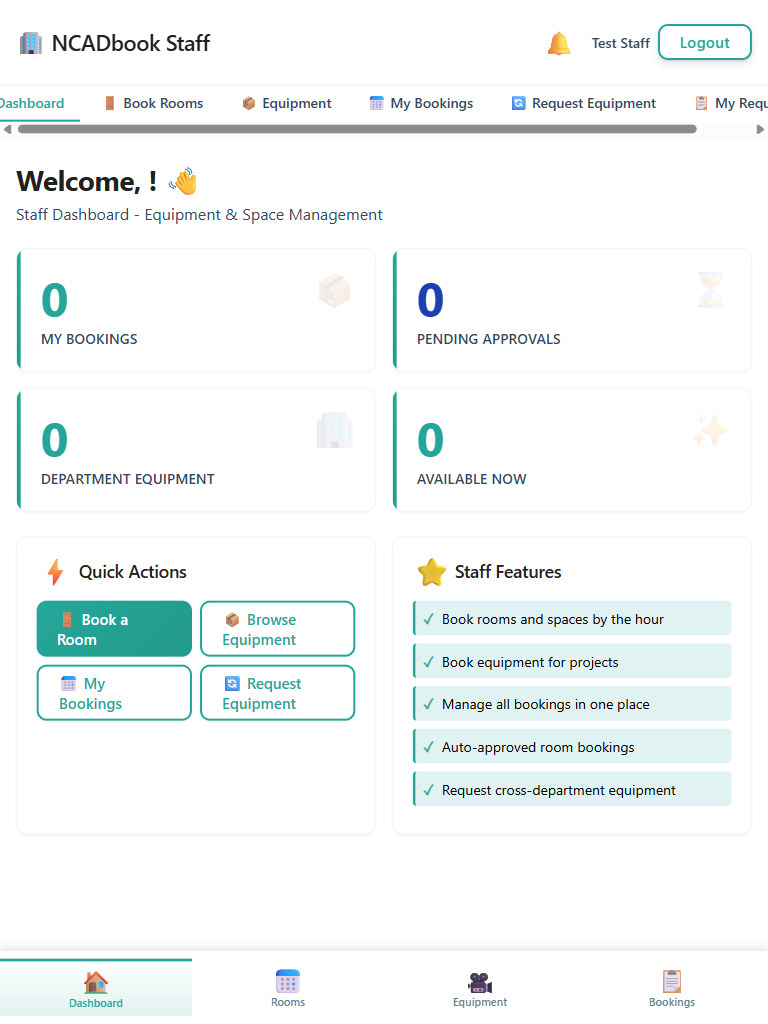 NCADbook Staff
Test Staff
Logout
Dashboard
Book Rooms
Equipment
My Bookings
Request Equipment
My Requ
Welcome, !
Staff Dashboard - Equipment & Space Management
0
MY BOOKINGS
0
PENDING APPROVALS
0
DEPARTMENT EQUIPMENT
0
AVAILABLE NOW
Quick Actions
Book a
Room
Browse
Equipment
My
Bookings
Request
Equipment
Staff Features
✓ Book rooms and spaces by the hour
✓ Book equipment for projects
✓ Manage all bookings in one place
✓ Auto-approved room bookings
✓ Request cross-department equipment
Dashboard
Rooms
Equipment
Bookings